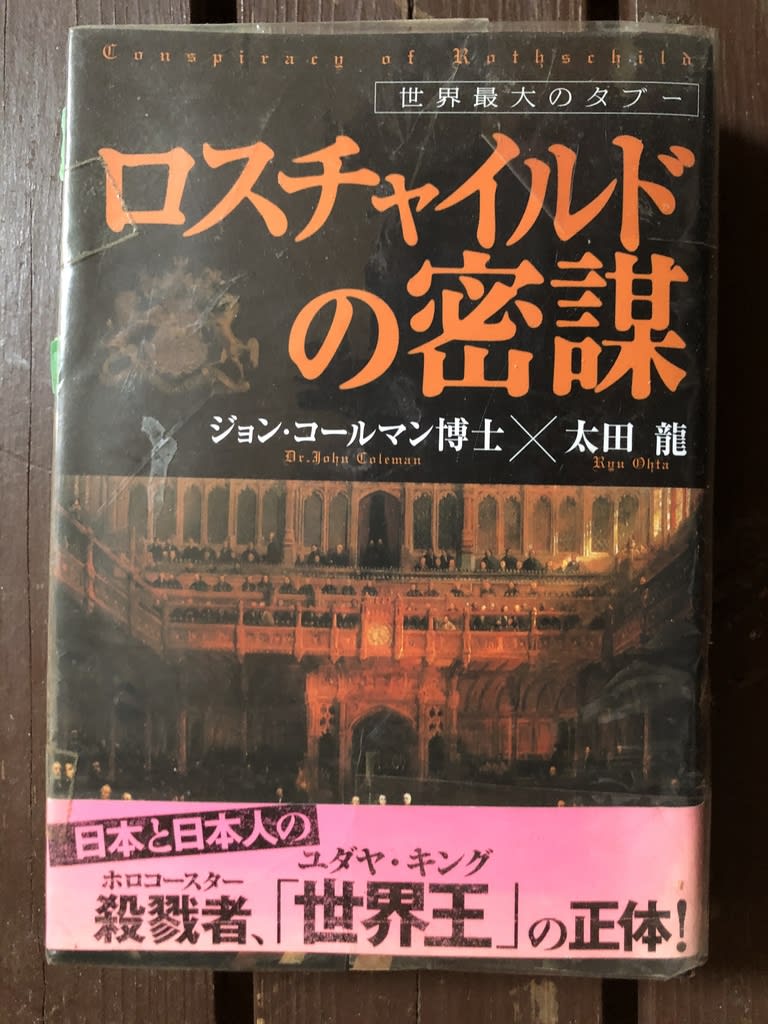 Conspiracy of Rothschild
世界最大のタブー
ロスチャイルド
の密謀
ジョン・コールマン博士×太田 龍
Dr.John Coleman Ryu Ohta
日本と日本人の
ホロコースター ユダヤ・キング
殺戮者、「世界王」の正体!